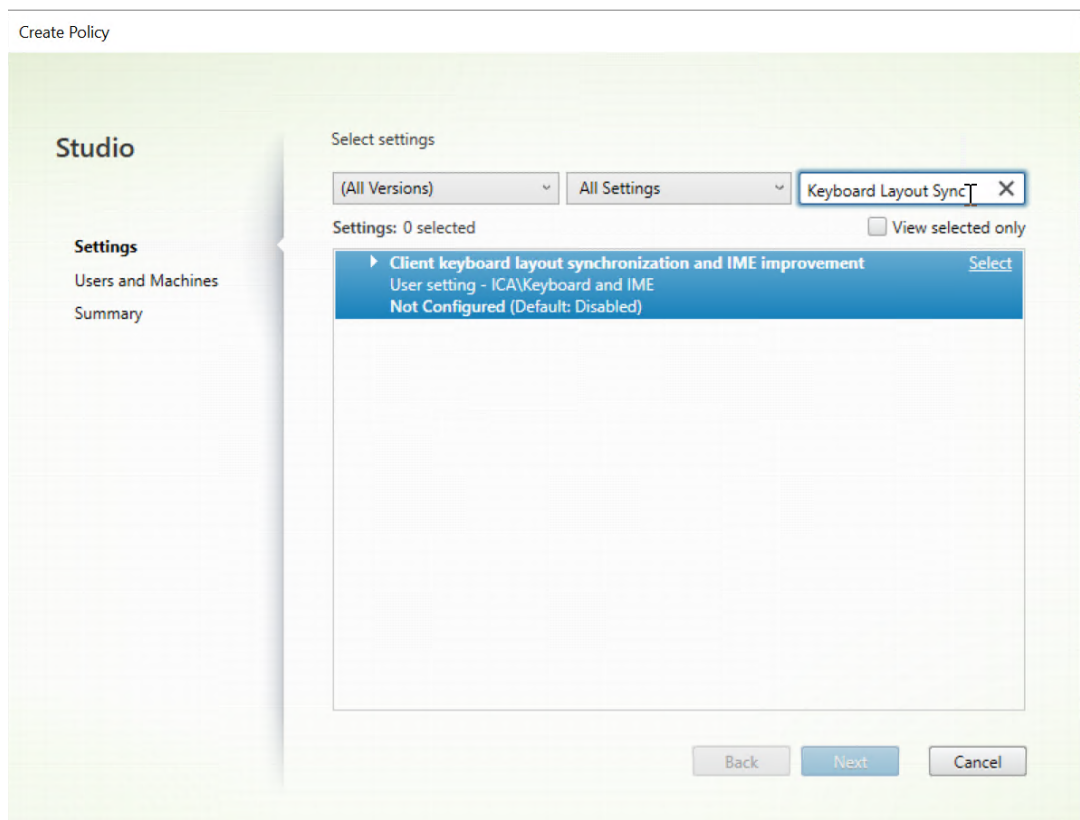 Create Policy
Studio
Settings
Users and Machines
Summary
Select settings
(All Versions)
All Settings
Keyboard Layout Sync
Settings: 0 selected
View selected only
Client keyboard layout synchronization and IME improvement
Select
User setting - ICA\Keyboard and IME
Not Configured (Default: Disabled)
Back
Next
Cancel